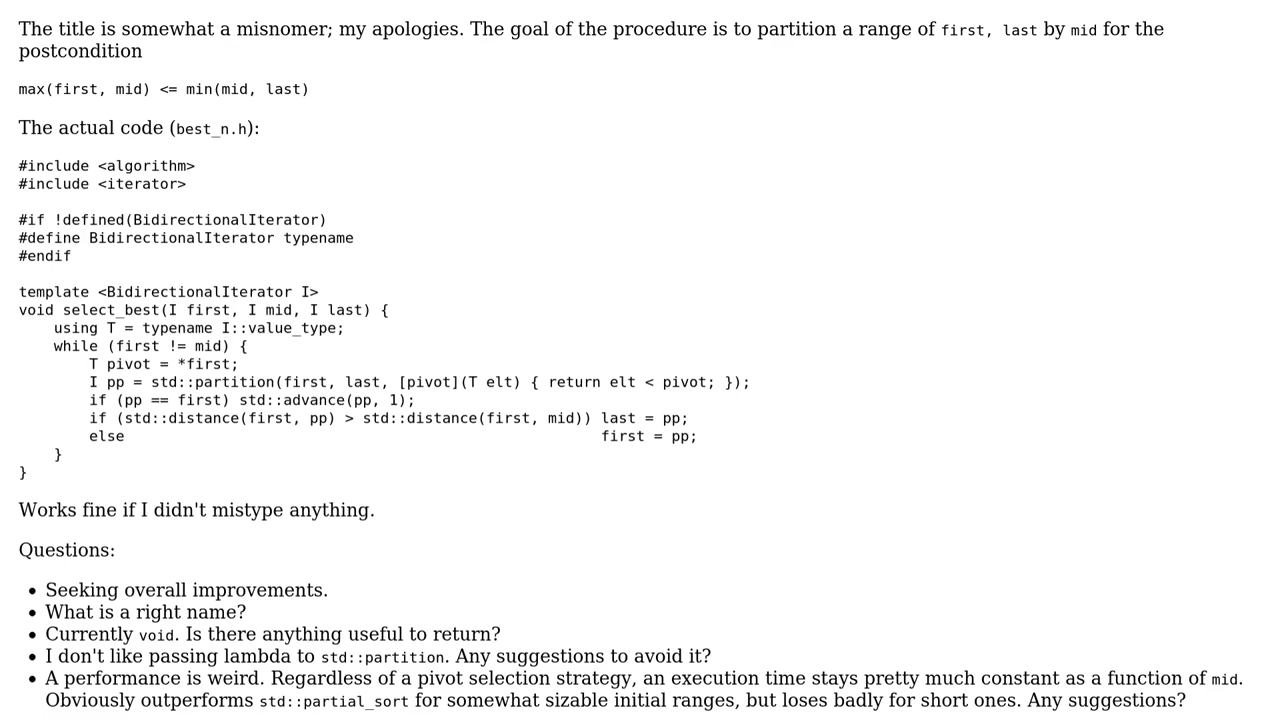 The title is somewhat a misnomer; my apologies. The goal of the procedure is to partition a range of first, last by mid for the
postcondition
max(first, mid) <= min(mid, last)
The actual code (best_n.h):
#include <algorithm>
#include <iterator>
#if !defined(BidirectionalIterator)
#define BidirectionalIterator typename
#endif
template <BidirectionalIterator I>
void select_best(I first, I mid, I last) {
    using T = typename I::value_type;
    while (first != mid) {
        T pivot = *first;
        I pp = std::partition(first, last, [pivot](T elt) { return elt < pivot; });
        if (pp == first) std::advance(pp, 1);
        if (std::distance(first, pp) > std::distance(first, mid)) last = pp;
        else                                                      first = pp;
    }
}
Works fine if I didn't mistype anything.
Questions:
• Seeking overall improvements.
• What is a right name?
• Currently void. Is there anything useful to return?
• I don't like passing lambda to std::partition. Any suggestions to avoid it?
• A performance is weird. Regardless of a pivot selection strategy, an execution time stays pretty much constant as a function of mid.
Obviously outperforms std::partial_sort for somewhat sizable initial ranges, but loses badly for short ones. Any suggestions?